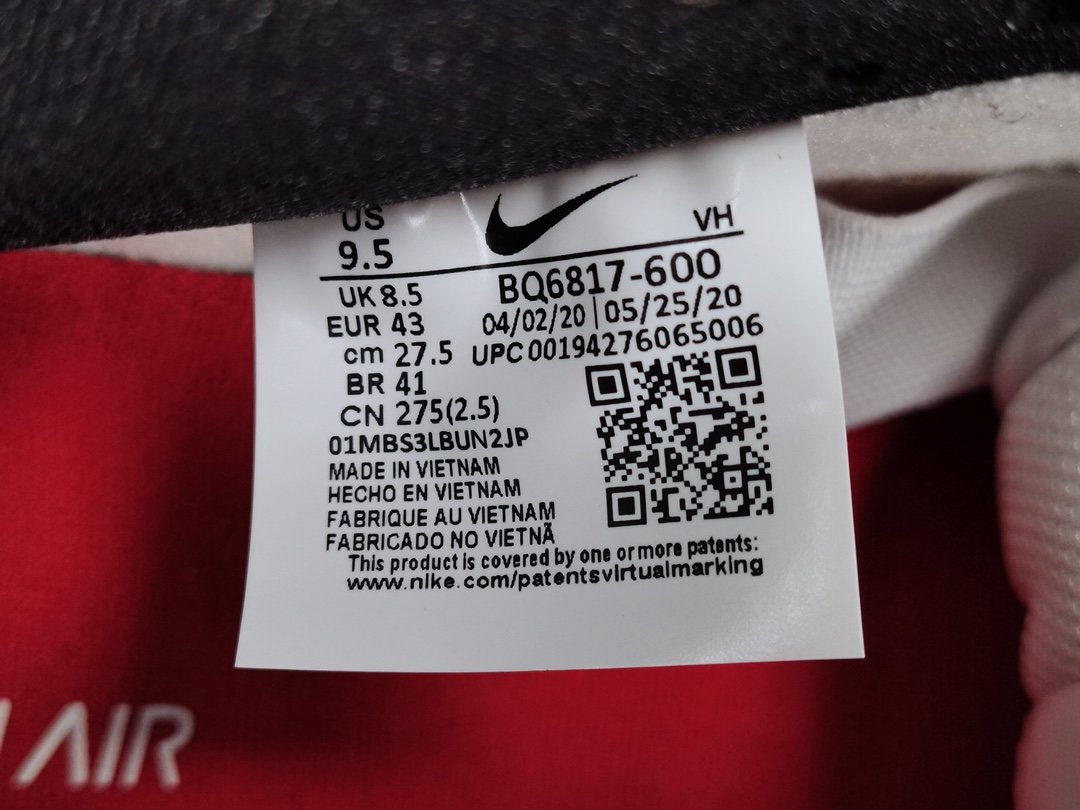 US
9.5
VH
UK 8.5
EUR 43
cm 27.5
BR 41
CN 275(2.5)
BQ6817-600
04/02/20 | 05/25/20
UPC 00194276065006
01MBS3LBUN2JP
MADE IN VIETNAM
HECHO EN VIETNAM
FABRIQUE AU VIETNAM
FABRICADO NO VIETNÃ
This product is covered by one or more patents:
www.nike.com/patentsvirtualmarking
AIR